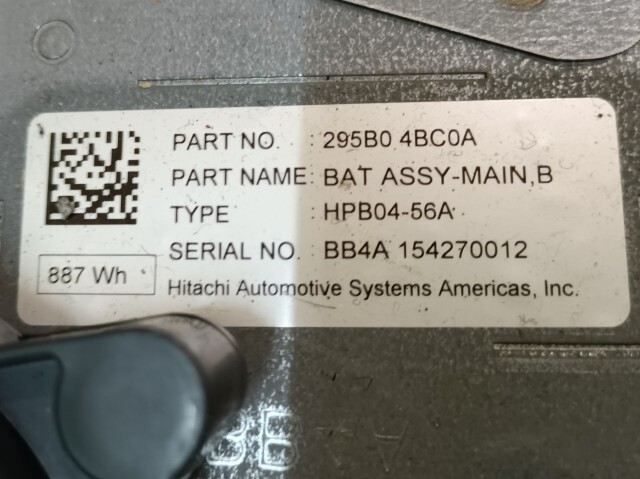 PART NO. : 295B0 4BC0A
PART NAME: BAT ASSY-MAIN,B
TYPE : HPB04-56A
SERIAL NO. : BB4A 154270012
887 Wh
Hitachi Automotive Systems Americas, Inc.